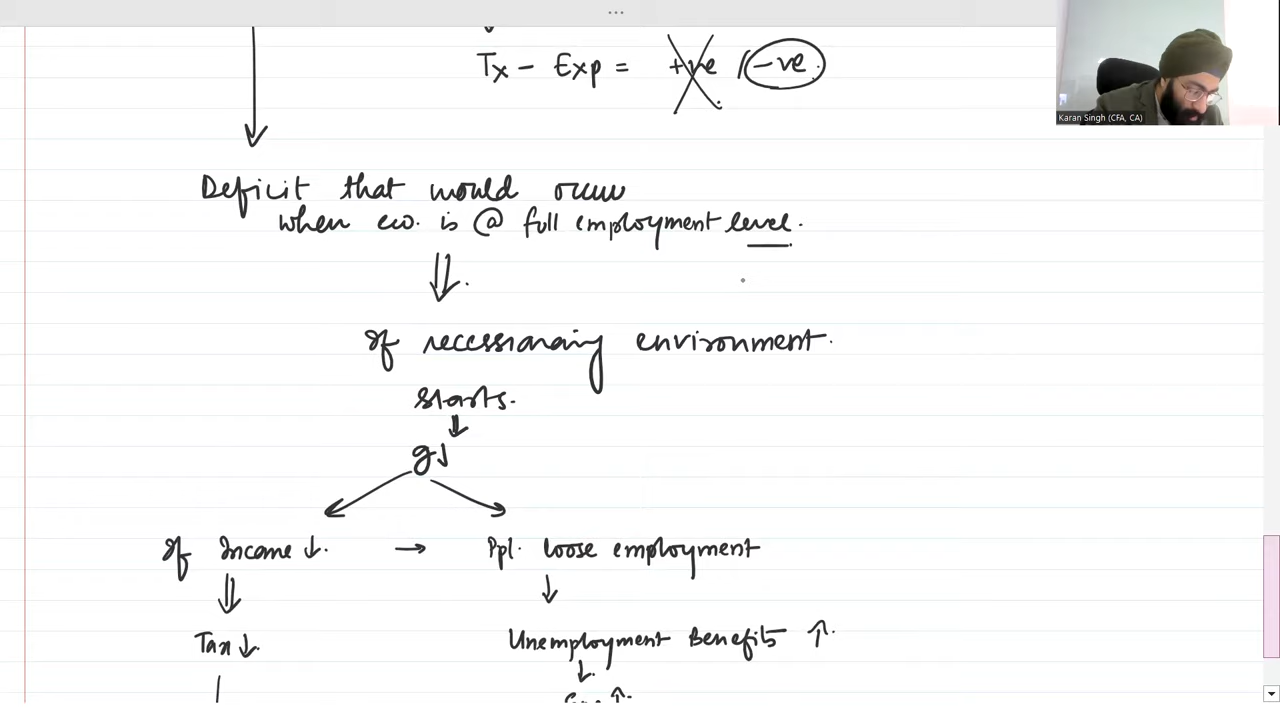 Tx - Exp = +ve / -ve
Karan Singh (CFA, CA)
Deficit that would occur
when eco. is @ full employment level.
If recessionary environment.
starts.
g↓
If Income ↓. → Ppl. loose employment
Tax ↓ Unemployment Benefits ↑